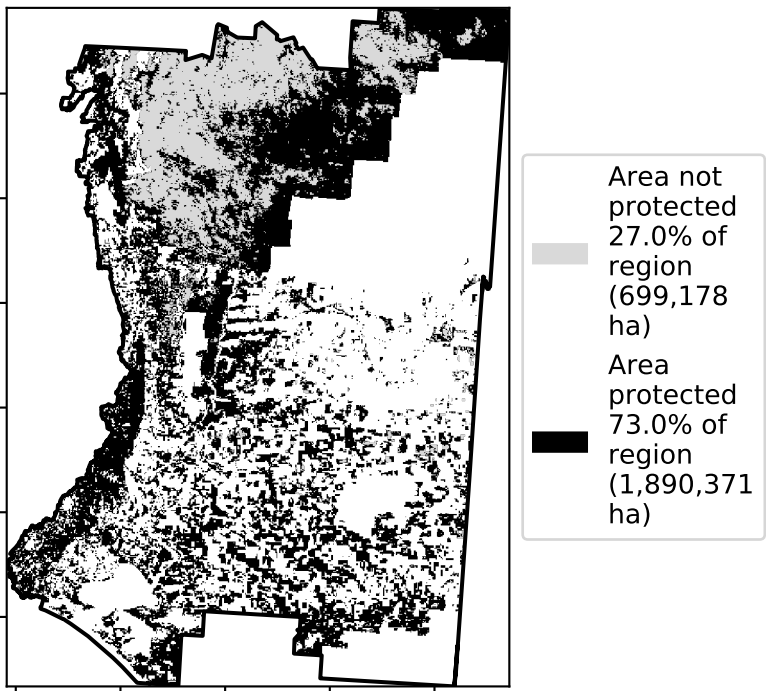 Area not
protected
27.0% of
region
(699,178
ha)
Area
protected
73.0% of
region
(1,890,371
ha)